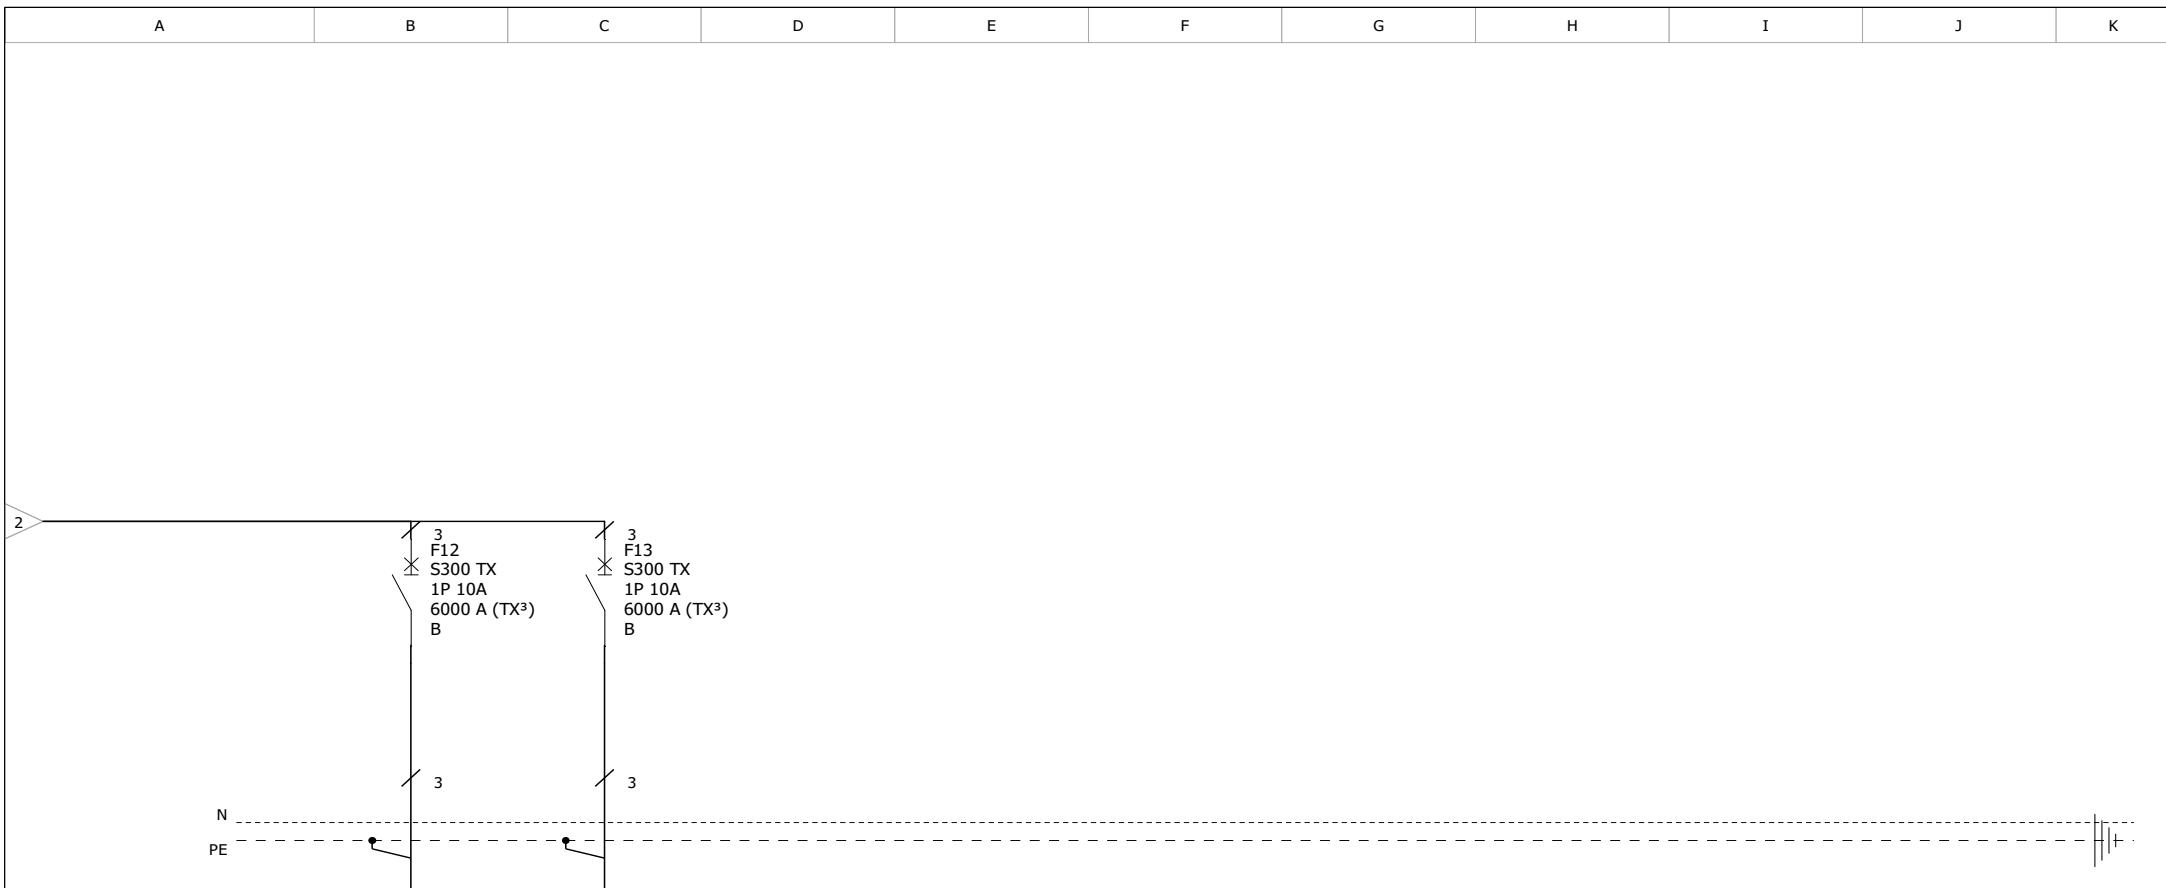 A B C D E F G H I J K
2
3 3
F12 F13
S300 TX S300 TX
1P 10A 1P 10A
6000 A (TX³) 6000 A (TX³)
B B
3 3
N
PE